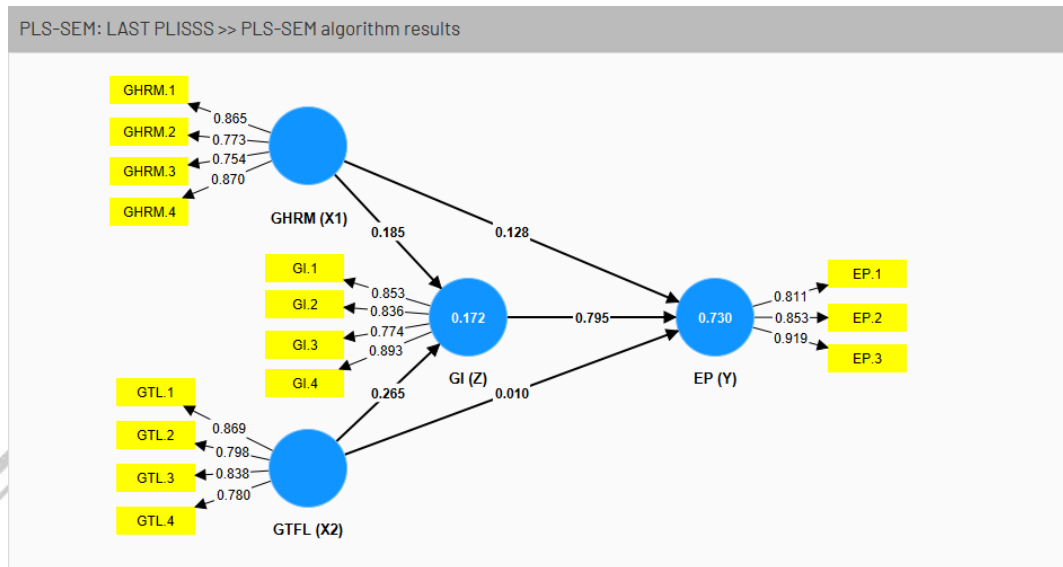 PLS-SEM: LAST PLISSS >> PLS-SEM algorithm results
GHRM.1
GHRM.2
GHRM.3
GHRM.4
0.865
0.773
0.754
0.870
GHRM (X1)
0.185
0.128
GI.1
GI.2
GI.3
GI.4
0.853
0.836
0.774
0.893
0.172
GI (Z)
0.795
0.730
EP (Y)
0.811
0.853
0.919
EP.1
EP.2
EP.3
0.265
0.010
GTL.1
GTL.2
GTL.3
GTL.4
0.869
0.798
0.838
0.780
GTFL (X2)